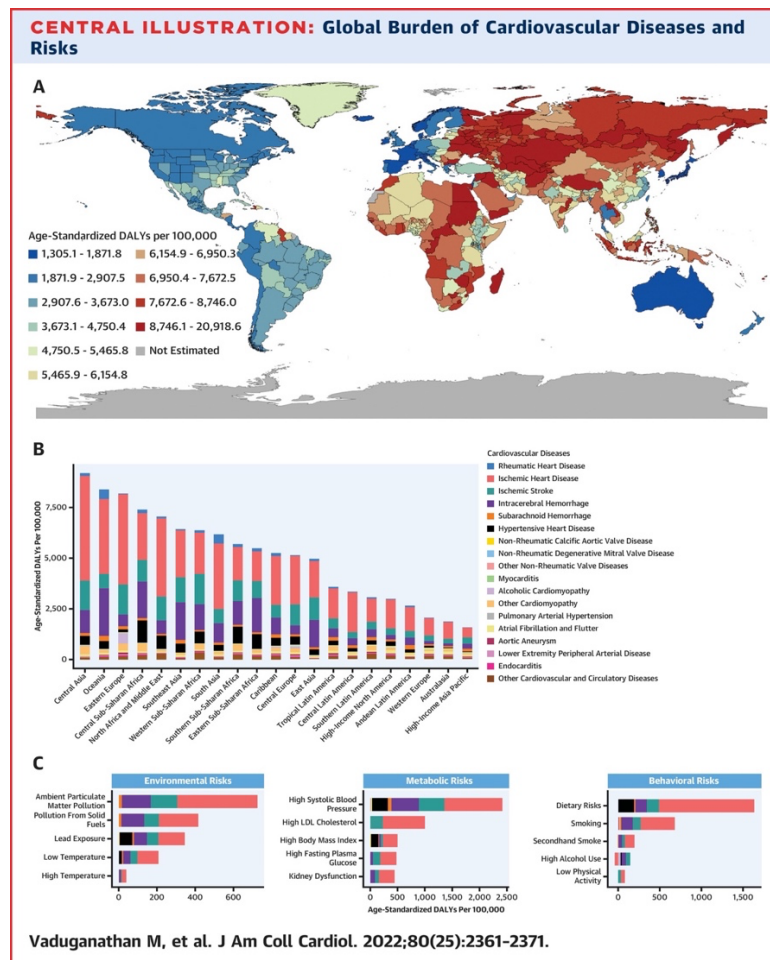 CENTRAL ILLUSTRATION: Global Burden of Cardiovascular Diseases and
Risks
A
Age-Standardized DALYs per 100,000
1,305.1 - 1,871.8
6,154.9 - 6,950.3
1,871.9 - 2,907.5
6,950.4 - 7,672.5
2,907.6 - 3,673.0
7,672.6 - 8,746.0
3,673.1 - 4,750.4
8,746.1 - 20,918.6
4,750.5 - 5,465.8
Not Estimated
5,465.9 - 6,154.8
B
Age-Standardized DALYs Per 100,000
7,500
5,000
2,500
0
Central Asia
Oceania
Eastern Europe
Central Sub-Saharan Africa
North Africa and Middle East
Southeast Asia
Western Sub-Saharan Africa
South Asia
Southern Sub-Saharan Africa
Eastern Sub-Saharan Africa
Caribbean
Central Europe
East Asia
Tropical Latin America
Central Latin America
Southern Latin America
High-Income North America
Andean Latin America
Western Europe
Australasia
High-Income Asia Pacific
Cardiovascular Diseases
Rheumatic Heart Disease
Ischemic Heart Disease
Ischemic Stroke
Intracerebral Hemorrhage
Subarachnoid Hemorrhage
Hypertensive Heart Disease
Non-Rheumatic Calcific Aortic Valve Disease
Non-Rheumatic Degenerative Mitral Valve Disease
Other Non-Rheumatic Valve Diseases
Myocarditis
Alcoholic Cardiomyopathy
Other Cardiomyopathy
Pulmonary Arterial Hypertension
Atrial Fibrillation and Flutter
Aortic Aneurysm
Lower Extremity Peripheral Arterial Disease
Endocarditis
Other Cardiovascular and Circulatory Diseases
C
Environmental Risks
Ambient Particulate
Matter Pollution
Pollution From Solid
Fuels
Lead Exposure
Low Temperature
High Temperature
0 200 400 600
Metabolic Risks
High Systolic Blood
Pressure
High LDL Cholesterol
High Body Mass Index
High Fasting Plasma
Glucose
Kidney Dysfunction
0 500 1,000 1,500 2,000 2,500
Age-Standardized DALYs Per 100,000
Behavioral Risks
Dietary Risks
Smoking
Secondhand Smoke
High Alcohol Use
Low Physical
Activity
0 500 1,000 1,500
Vaduganathan M, et al. J Am Coll Cardiol. 2022;80(25):2361-2371.